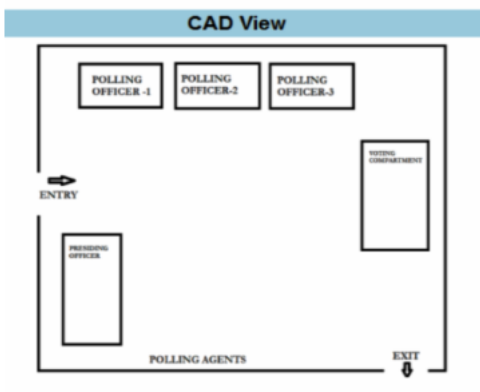 CAD View
POLLING
OFFICER -1
POLLING
OFFICER-2
POLLING
OFFICER-3
VOTING
COMPARTMENT
ENTRY
PRESIDING
OFFICER
POLLING AGENTS
EXIT